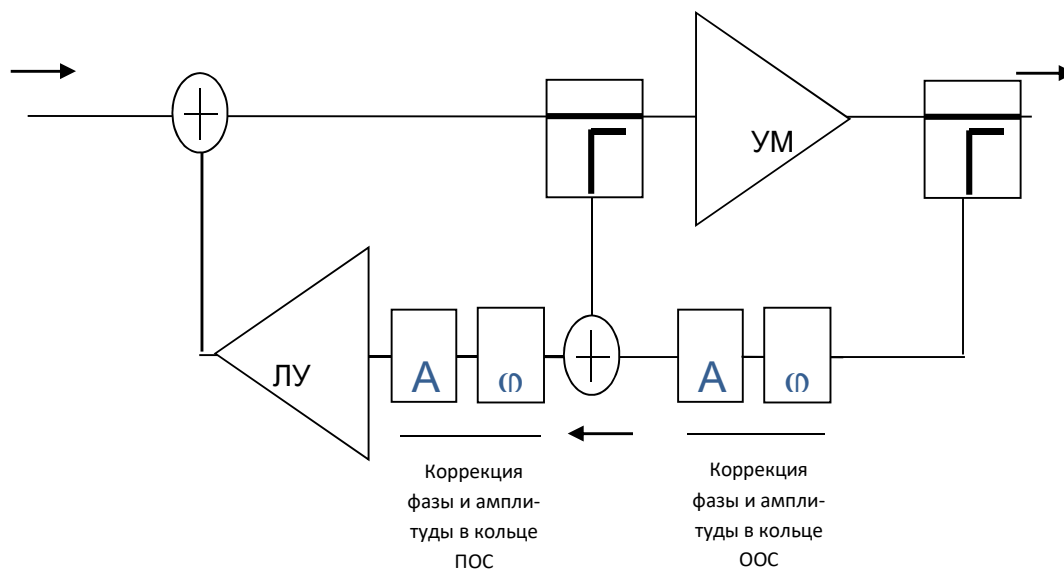 УМ
ЛУ
А
φ
А
φ
Коррекция
фазы и ампли-
туды в кольце
ПОС
Коррекция
фазы и ампли-
туды в кольце
ООС